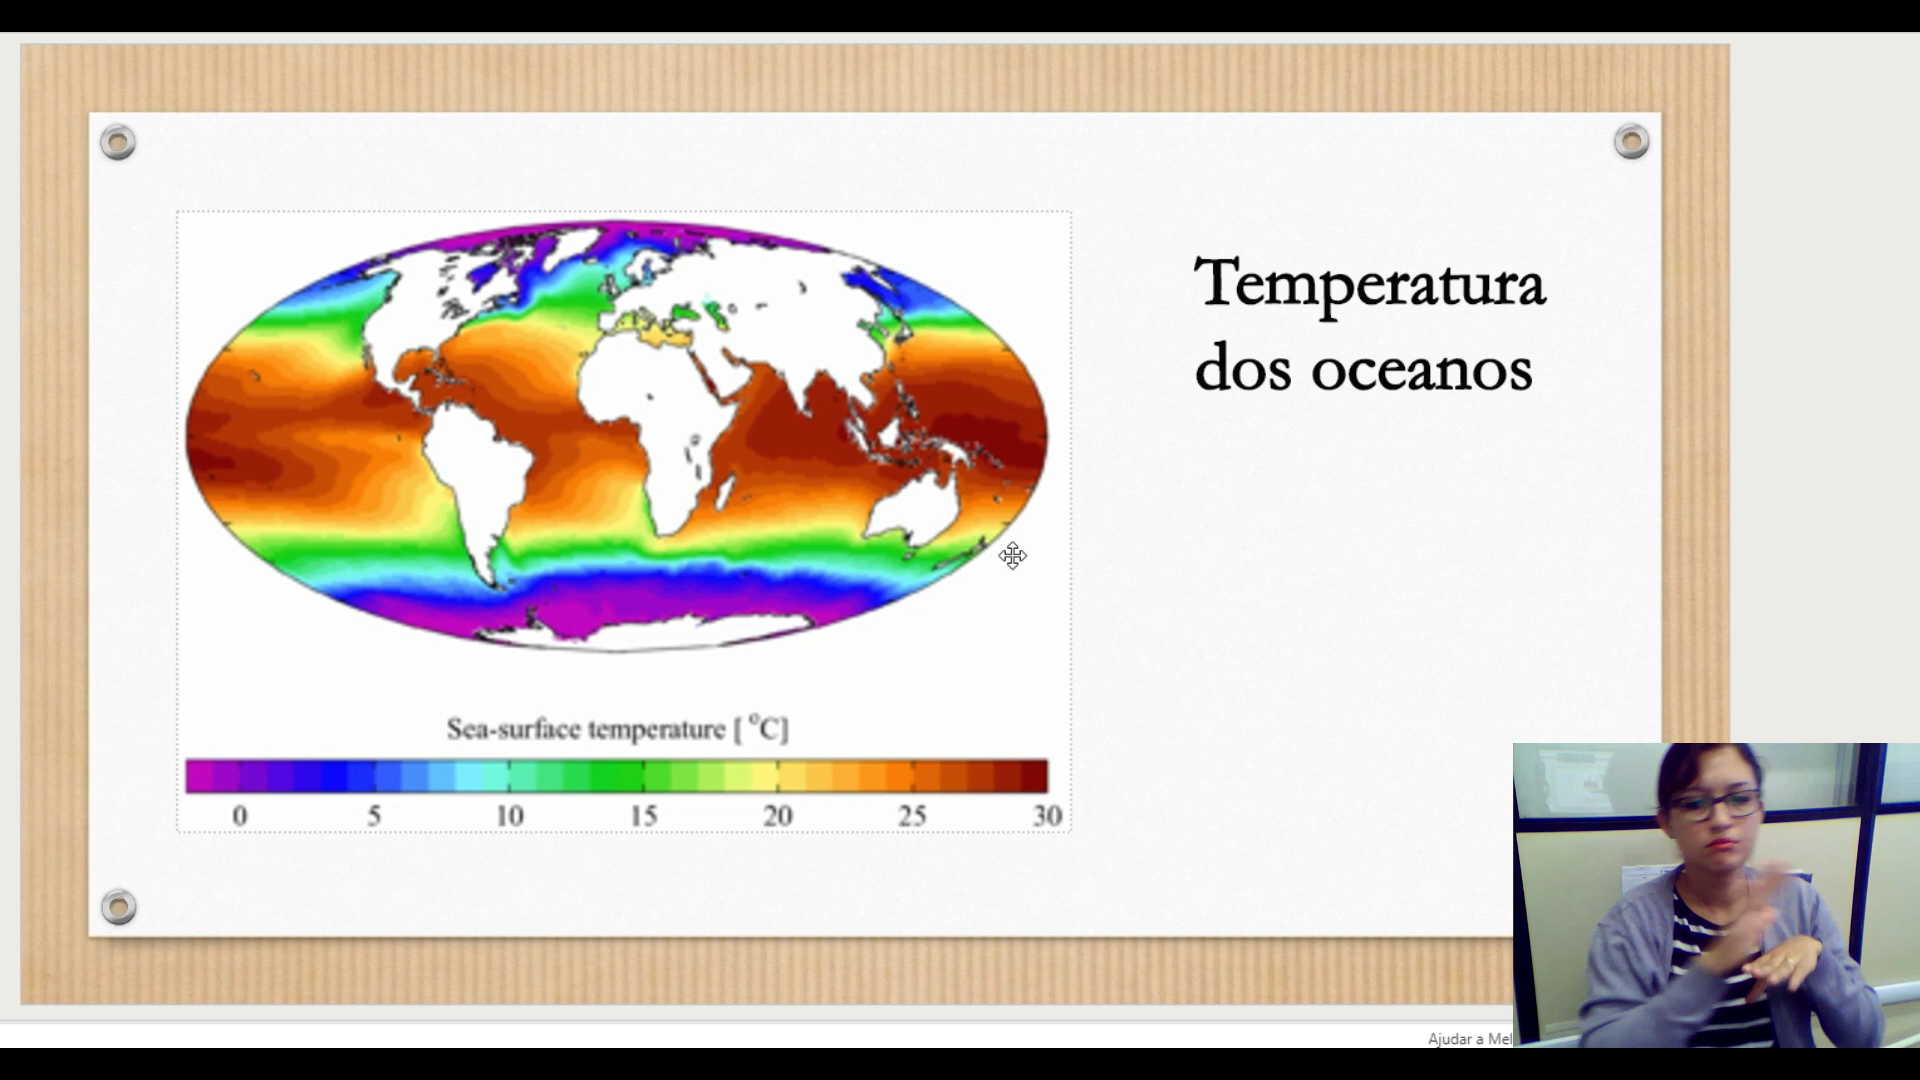 Temperatura
dos oceanos
Sea-surface temperature [ °C]
0 5 10 15 20 25 30
Ajudar a Mel